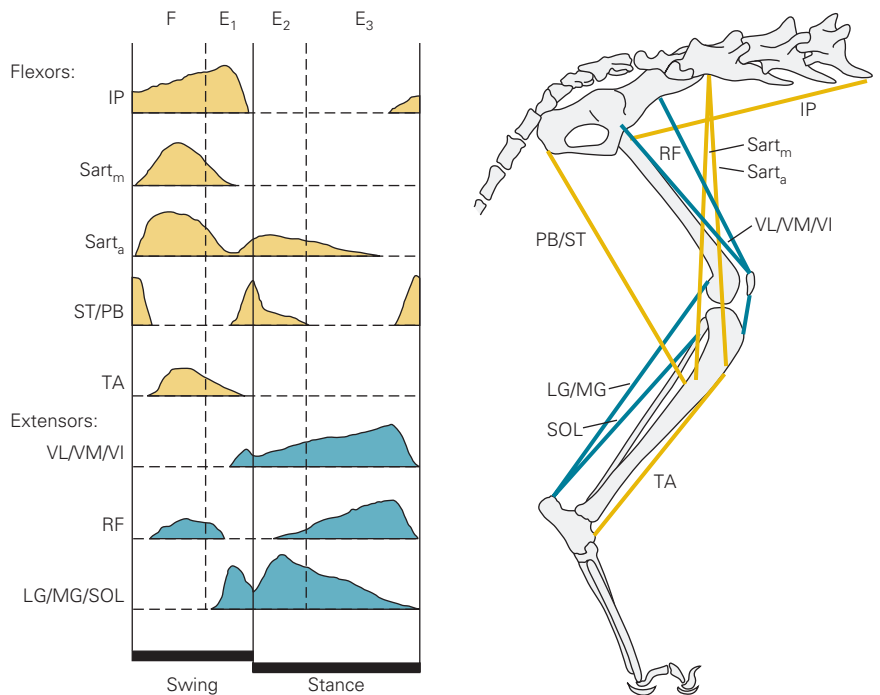 F E1 E2 E3
Flexors:
IP
Sartm
Sarta
ST/PB
TA
Extensors:
VL/VM/VI
RF
LG/MG/SOL
Swing Stance
IP
RF
Sartm
Sarta
VL/VM/VI
PB/ST
LG/MG
SOL
TA